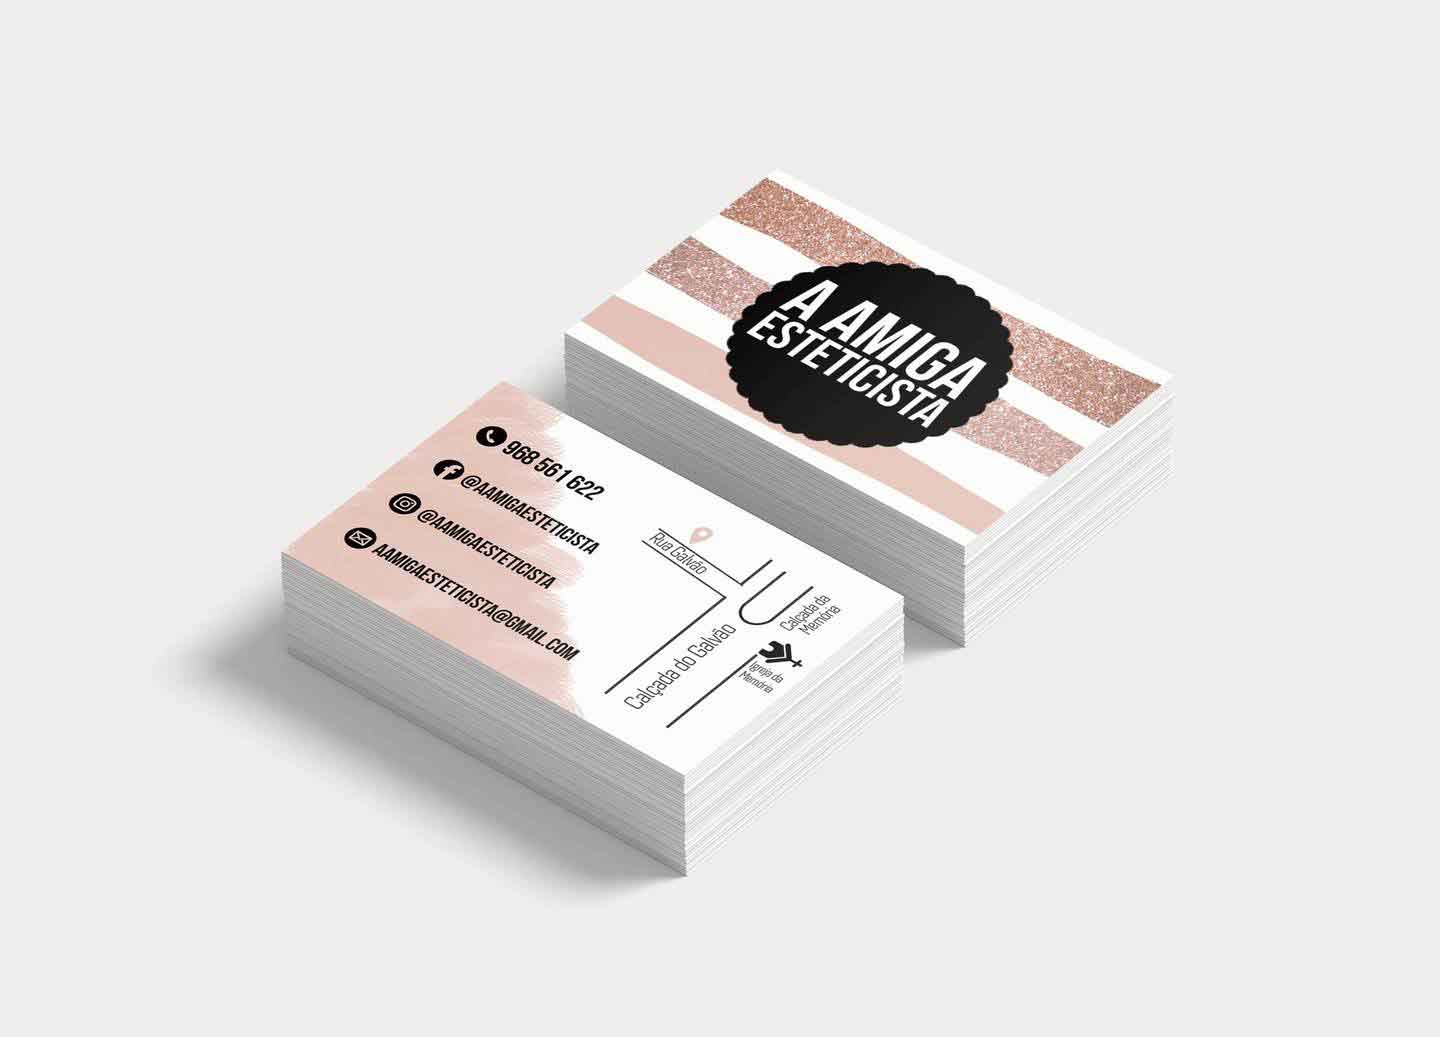 A AMIGA
ESTETICISTA
968 561 622
@AAMIGAESTETICISTA
@AAMIGAESTETICISTA
AAMIGAESTETICISTA@GMAIL.COM
Rua Galvão
Calçada do Galvão
Calçada da
Memória
Igreja da
Memória